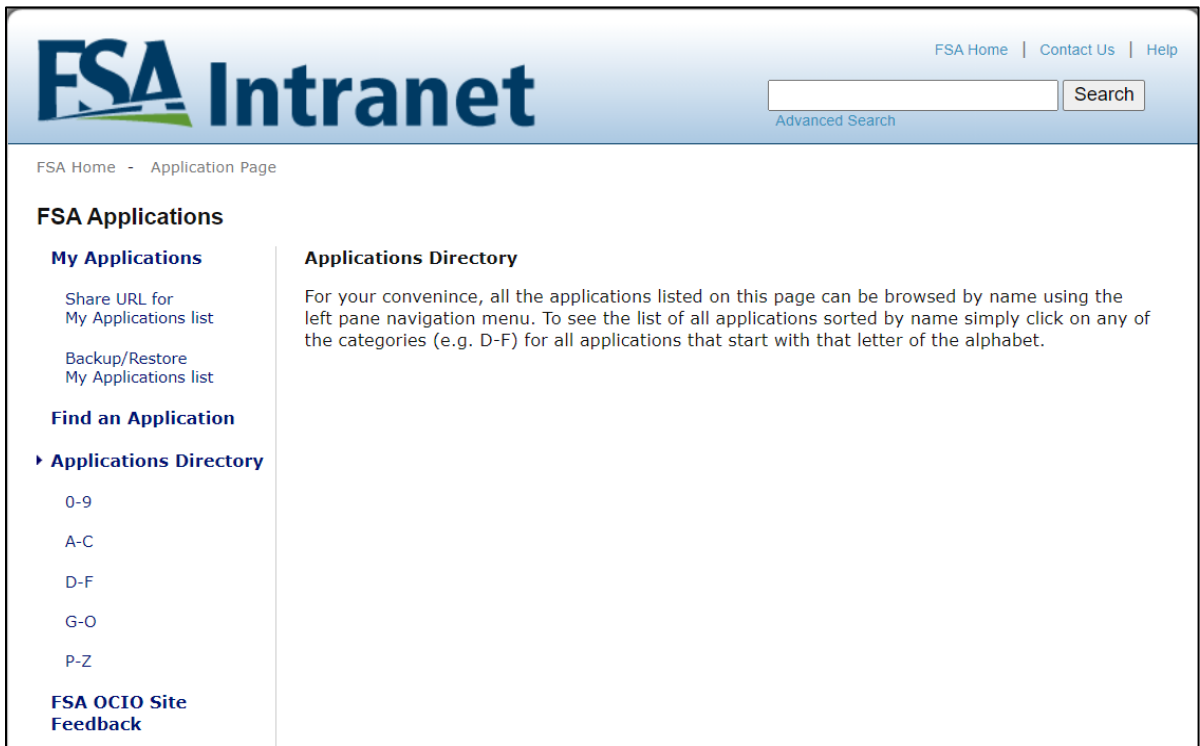 FSA Intranet
FSA Home | Contact Us | Help
Search
Advanced Search
FSA Home - Application Page
FSA Applications
My Applications
Share URL for
My Applications list
Backup/Restore
My Applications list
Find an Application
Applications Directory
0-9
A-C
D-F
G-O
P-Z
FSA OCIO Site
Feedback
Applications Directory
For your convenince, all the applications listed on this page can be browsed by name using the
left pane navigation menu. To see the list of all applications sorted by name simply click on any of
the categories (e.g. D-F) for all applications that start with that letter of the alphabet.